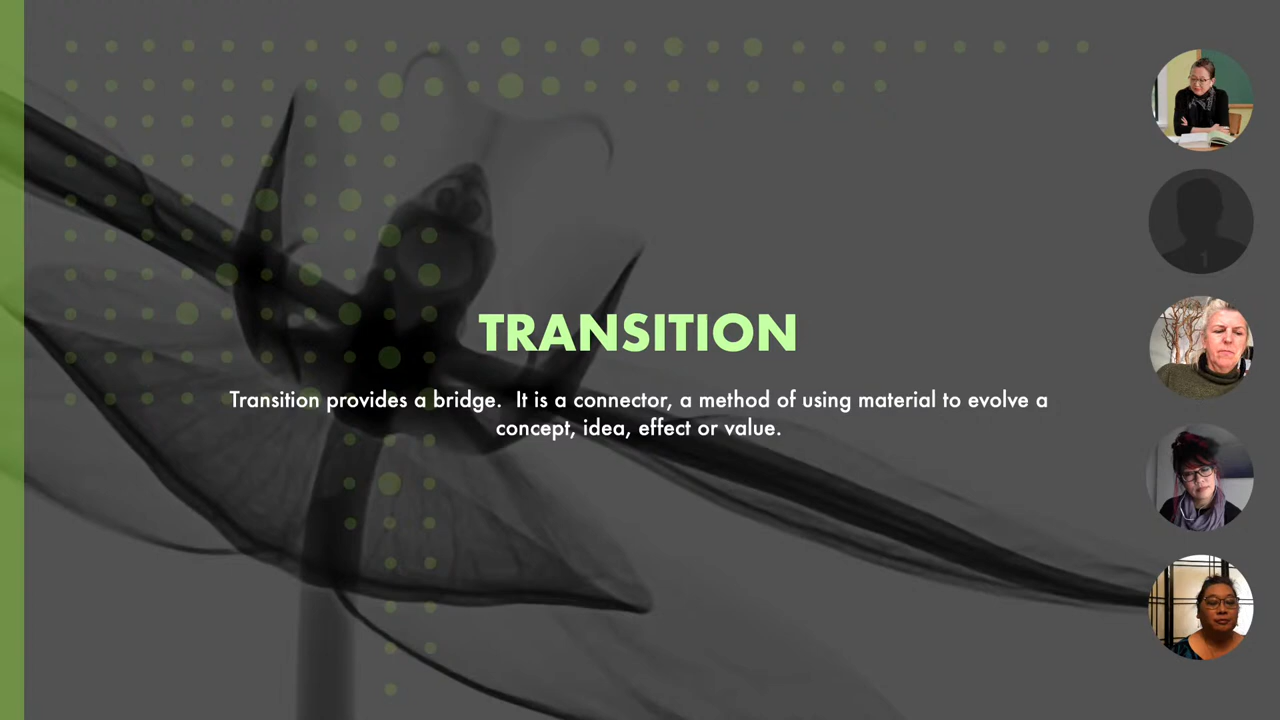 TRANSITION
Transition provides a bridge.  It is a connector, a method of using material to evolve a
concept, idea, effect or value.